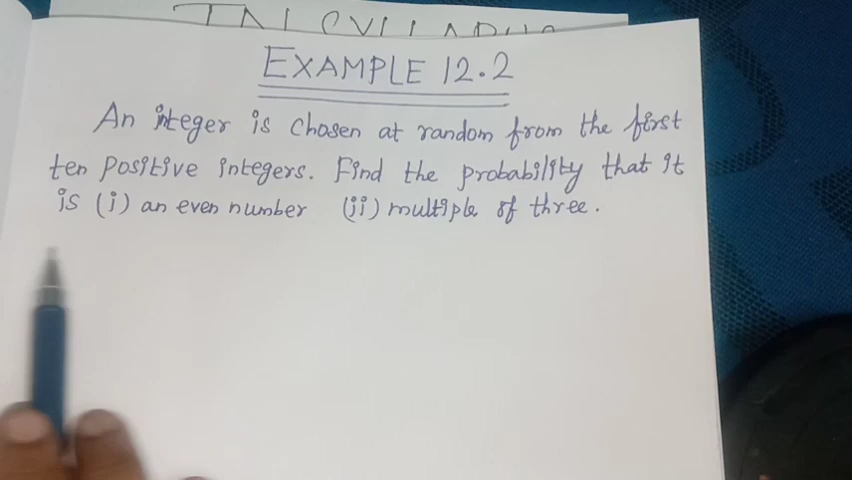 EXAMPLE 12.2
An integer is chosen at random from the first
ten positive integers. Find the probability that it
is (i) an even number (ii) multiple of three.